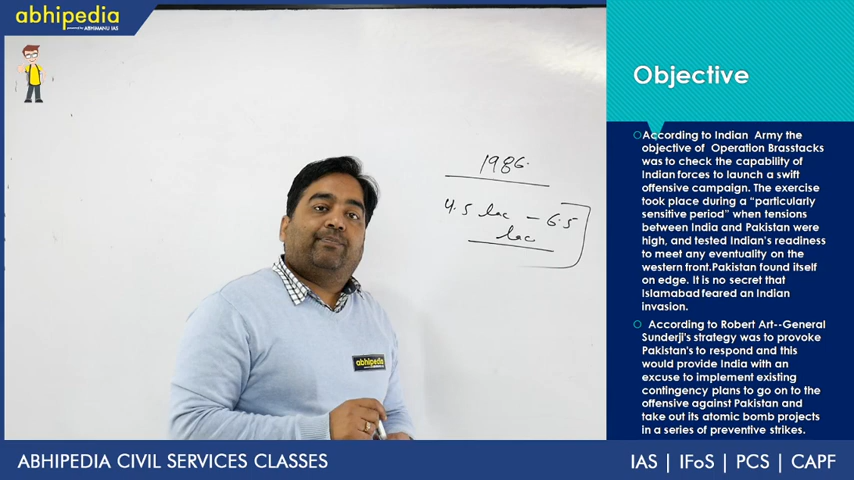 abhipedia
powered by ABHIMANU IAS
1986.
4.5 lac – 6.5
lac
abhipedia
Objective
According to Indian Army the
objective of Operation Brasstacks
was to check the capability of
Indian forces to launch a swift
offensive campaign. The exercise
took place during a “particularly
sensitive period” when tensions
between India and Pakistan were
high, and tested Indian's readiness
to meet any eventuality on the
western front.Pakistan found itself
on edge. It is no secret that
Islamabad feared an Indian
invasion.
According to Robert Art--General
Sunderji's strategy was to provoke
Pakistan's to respond and this
would provide India with an
excuse to implement existing
contingency plans to go on to the
offensive against Pakistan and
take out its atomic bomb projects
in a series of preventive strikes.
ABHIPEDIA CIVIL SERVICES CLASSES
IAS | IFoS | PCS | CAPF